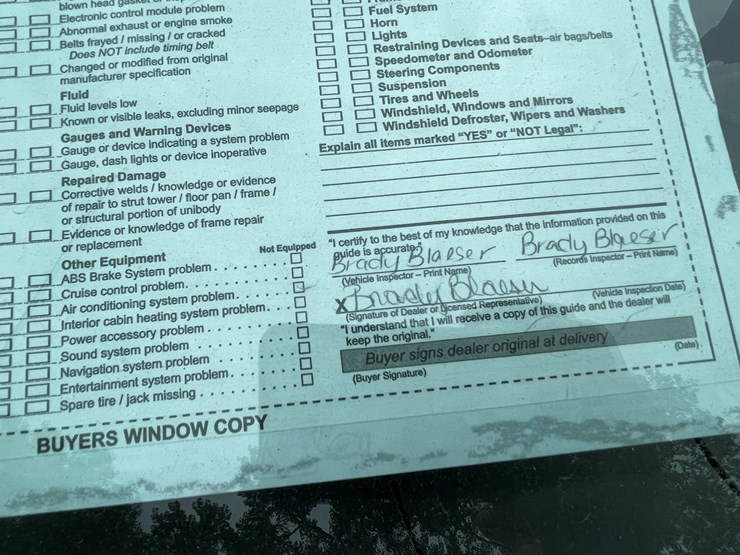 blown head gasket
Electronic control module problem
Abnormal exhaust or engine smoke
Belts frayed / missing / or cracked
Does NOT include timing belt
Changed or modified from original
manufacturer specification
Fluid
Fluid levels low
Known or visible leaks, excluding minor seepage
Gauges and Warning Devices
Gauge or device indicating a system problem
Gauge, dash lights or device inoperative
Repaired Damage
Corrective welds / knowledge or evidence
of repair to strut tower / floor pan / frame /
or structural portion of unibody
Evidence or knowledge of frame repair
or replacement
Other Equipment
Not Equipped
ABS Brake System problem
Cruise control problem
Air conditioning system problem
Interior cabin heating system problem
Power accessory problem
Sound system problem
Navigation system problem
Entertainment system problem
Spare tire / jack missing
Fuel System
Horn
Lights
Restraining Devices and Seats–air bags/belts
Speedometer and Odometer
Steering Components
Suspension
Tires and Wheels
Windshield, Windows and Mirrors
Windshield Defroster, Wipers and Washers
Explain all Items marked "YES" or "NOT Legal":
"I certify to the best of my knowledge that the information provided on this
guide is accurate."
Brady Blaeser Brady Blaeser
(Vehicle Inspector – Print Name) (Records Inspector – Print Name)
X Brady Blaeser
(Signature of Dealer or Licensed Representative) (Vehicle Inspection Date)
"I understand that I will receive a copy of this guide and the dealer will
keep the original."
Buyer signs dealer original at delivery
(Buyer Signature) (Date)
BUYERS WINDOW COPY